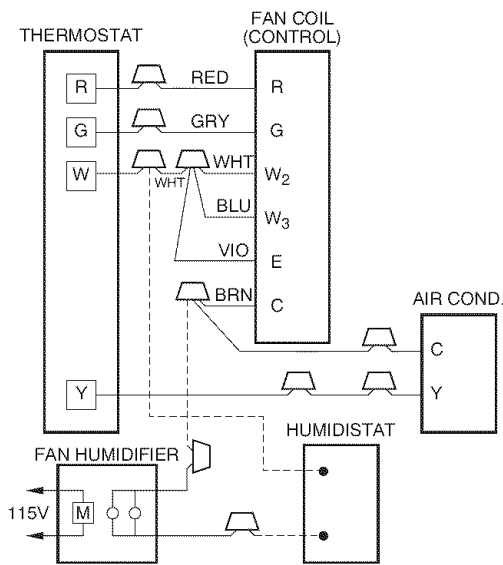 FAN COIL
(CONTROL)
THERMOSTAT
R RED R
G GRY G
W WHT WHT W2
BLU W3
VIO E
BRN C
AIR COND.
C
Y Y
HUMIDISTAT
FAN HUMIDIFIER
115V M